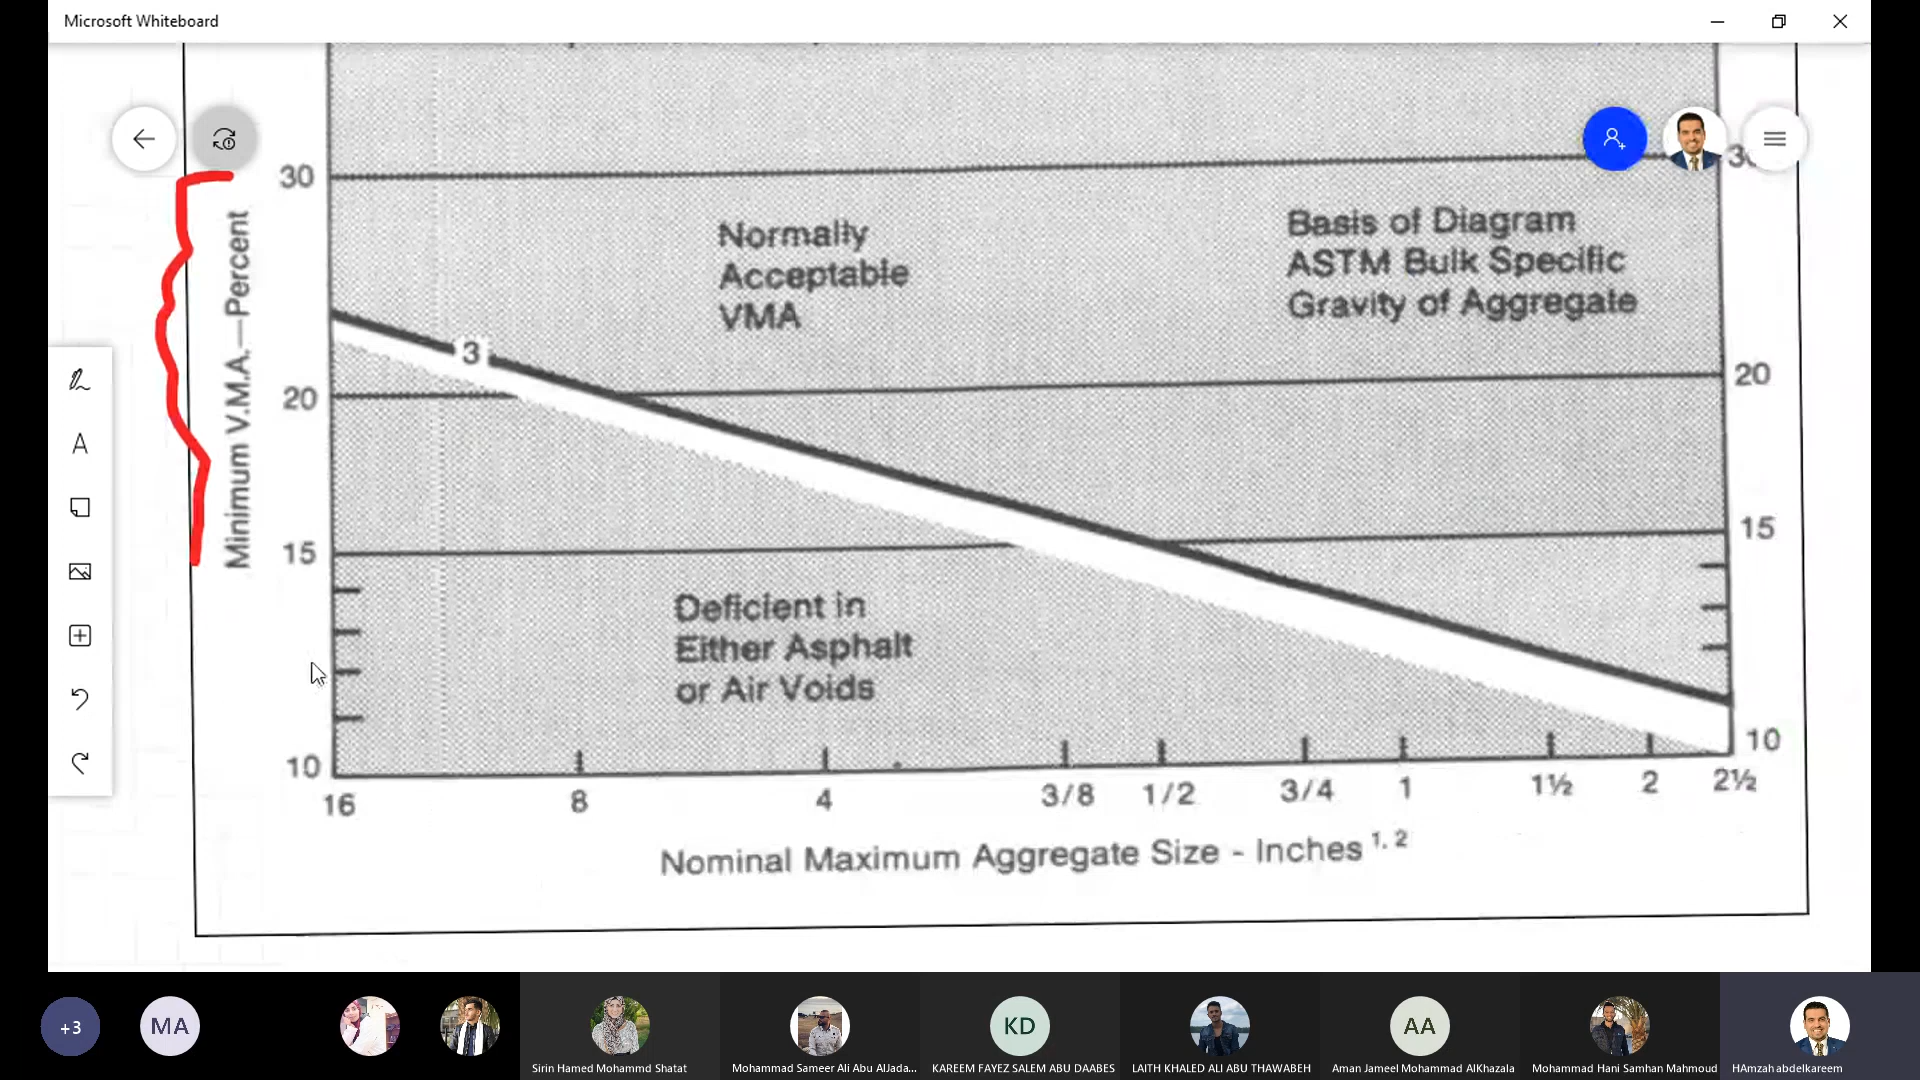 Microsoft Whiteboard
30
Normally
Acceptable
VMA
Basis of Diagram
ASTM Bulk Specific
Gravity of Aggregate
Minimum V.M.A.—Percent
3
20
20
15
15
Deficient in
Either Asphalt
or Air Voids
10
10
16
8
4
3/8
1/2
3/4
1
1½
2
2½
Nominal Maximum Aggregate Size - Inches 1, 2
+3
MA
KD
AA
Sirin Hamed Mohammd Shatat
Mohammad Sameer Ali Abu AlJada...
KAREEM FAYEZ SALEM ABU DAABES
LAITH KHALED ALI ABU THAWABEH
Aman Jameel Mohammad AlKhazala
Mohammad Hani Samhan Mahmoud
HAmzah abdelkareem